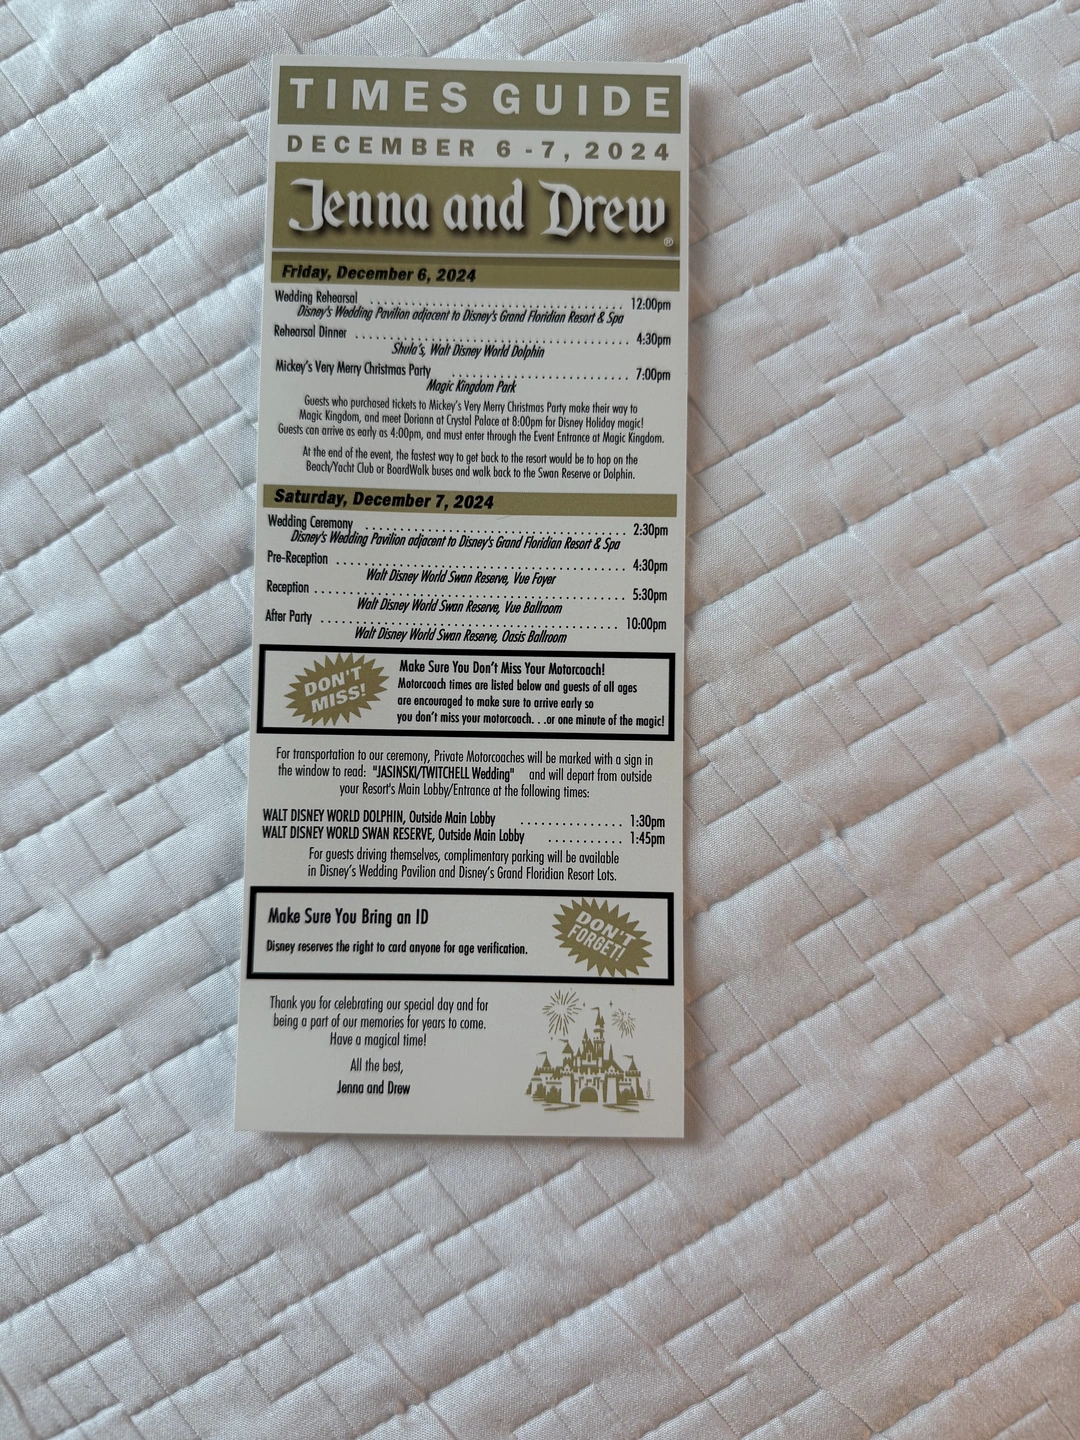 TIMES GUIDE
DECEMBER 6-7, 2024
Jenna and Drew®
Friday, December 6, 2024
Wedding Rehearsal .................................... 12:00pm
Disney's Wedding Pavilion adjacent to Disney's Grand Floridian Resort & Spa
Rehearsal Dinner ....................................... 4:30pm
Shula's, Walt Disney World Dolphin
Mickey's Very Merry Christmas Party ......................... 7:00pm
Magic Kingdom Park
Guests who purchased tickets to Mickey's Very Merry Christmas Party make their way to
Magic Kingdom, and meet Doriann at Crystal Palace at 8:00pm for Disney Holiday magic!
Guests can arrive as early as 4:00pm, and must enter through the Event Entrance at Magic Kingdom.
At the end of the event, the fastest way to get back to the resort would be to hop on the
Beach/Yacht Club or BoardWalk buses and walk back to the Swan Reserve or Dolphin.
Saturday, December 7, 2024
Wedding Ceremony ..................................... 2:30pm
Disney's Wedding Pavilion adjacent to Disney's Grand Floridian Resort & Spa
Pre-Reception ......................................... 4:30pm
Walt Disney World Swan Reserve, Vue Foyer
Reception ............................................ 5:30pm
Walt Disney World Swan Reserve, Vue Ballroom
After Party .......................................... 10:00pm
Walt Disney World Swan Reserve, Oasis Ballroom
DON'T
MISS!
Make Sure You Don't Miss Your Motorcoach!
Motorcoach times are listed below and guests of all ages
are encouraged to make sure to arrive early so
you don't miss your motorcoach. . .or one minute of the magic!
For transportation to our ceremony, Private Motorcoaches will be marked with a sign in
the window to read: "JASINSKI/TWITCHELL Wedding" and will depart from outside
your Resort's Main Lobby/Entrance at the following times:
WALT DISNEY WORLD DOLPHIN, Outside Main Lobby .............. 1:30pm
WALT DISNEY WORLD SWAN RESERVE, Outside Main Lobby .......... 1:45pm
For guests driving themselves, complimentary parking will be available
in Disney's Wedding Pavilion and Disney's Grand Floridian Resort Lots.
Make Sure You Bring an ID
Disney reserves the right to card anyone for age verification.
DON'T
FORGET!
Thank you for celebrating our special day and for
being a part of our memories for years to come.
Have a magical time!
All the best,
Jenna and Drew